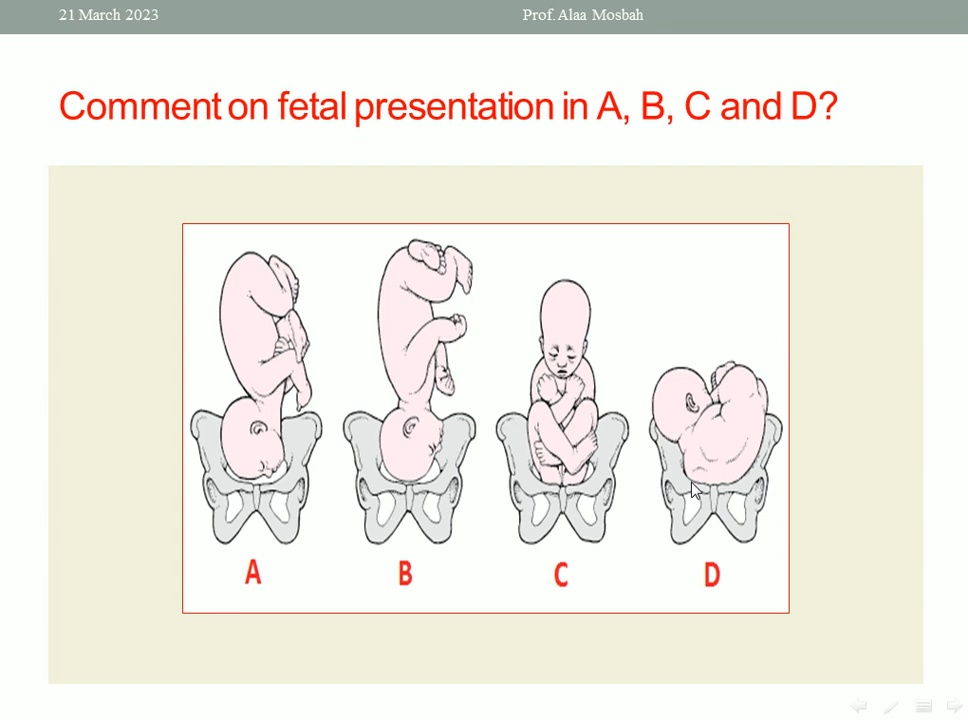 21 March 2023
Prof. Alaa Mosbah
Comment on fetal presentation in A, B, C and D?
A
B
C
D